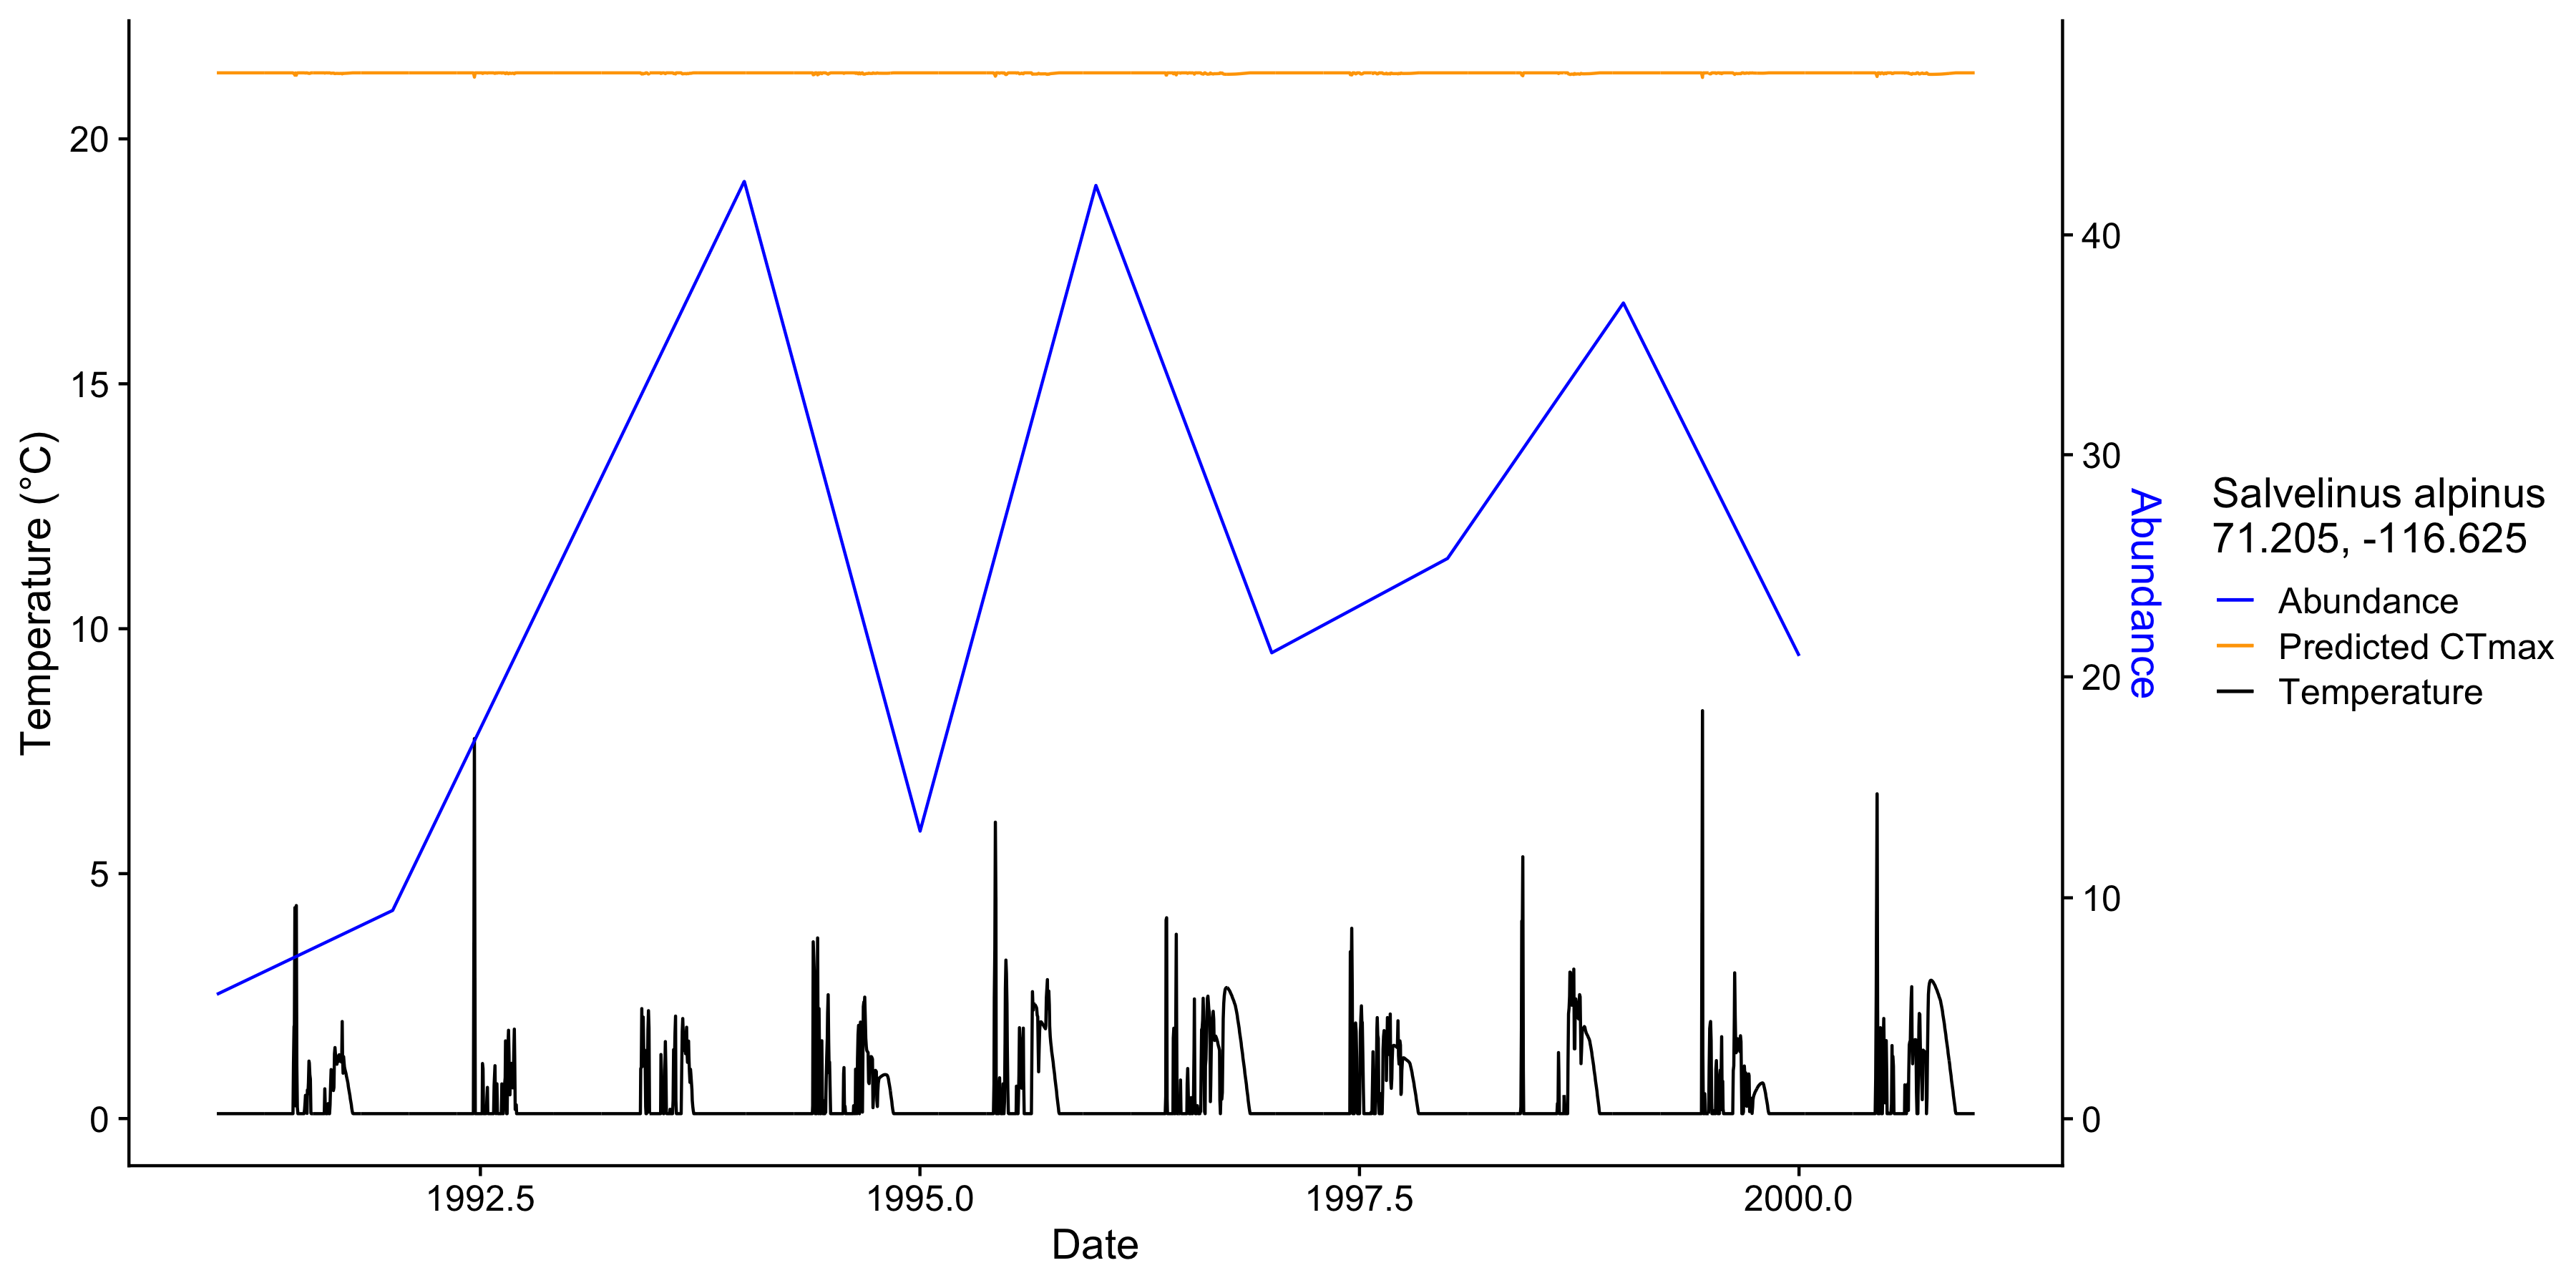 Temperature (°C)
20
15
10
5
0
1992.5
1995.0
1997.5
2000.0
Date
40
30
20
10
0
Abundance
Salvelinus alpinus
71.205, -116.625
Abundance
Predicted CTmax
Temperature